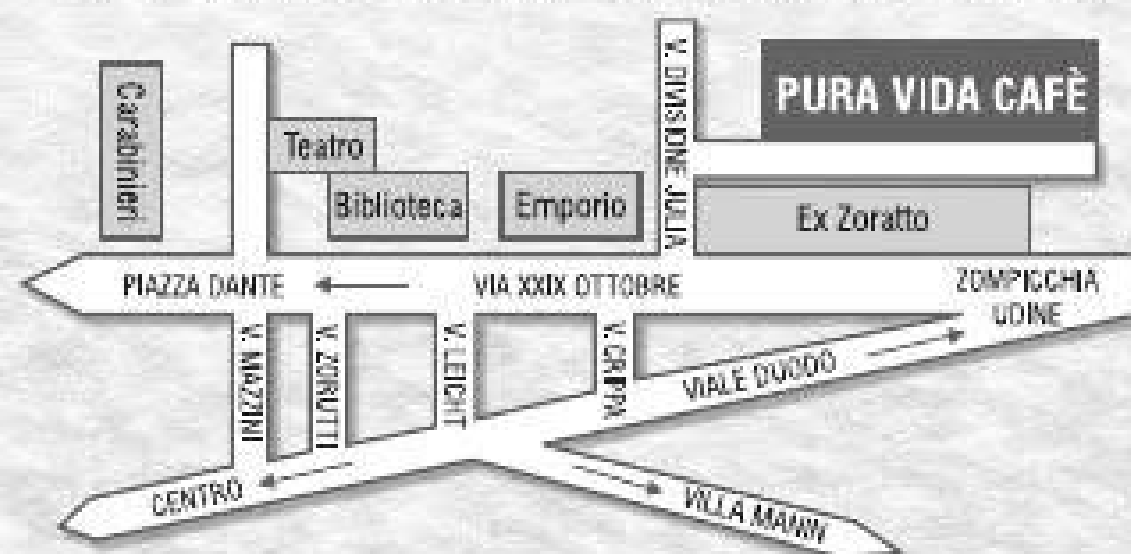 Carabinieri
Teatro
Biblioteca
Emporio
V. DIVISIONE JULIA
PURA VIDA CAFÈ
Ex Zoratto
PIAZZA DANTE
VIA XXIX OTTOBRE
ZOMPICCHIA
UDINE
V. MAZZINI
V. ZORUTTI
V. LEICHT
V. CRIPPA
VIALE DUODO
CENTRO
VILLA MANIN